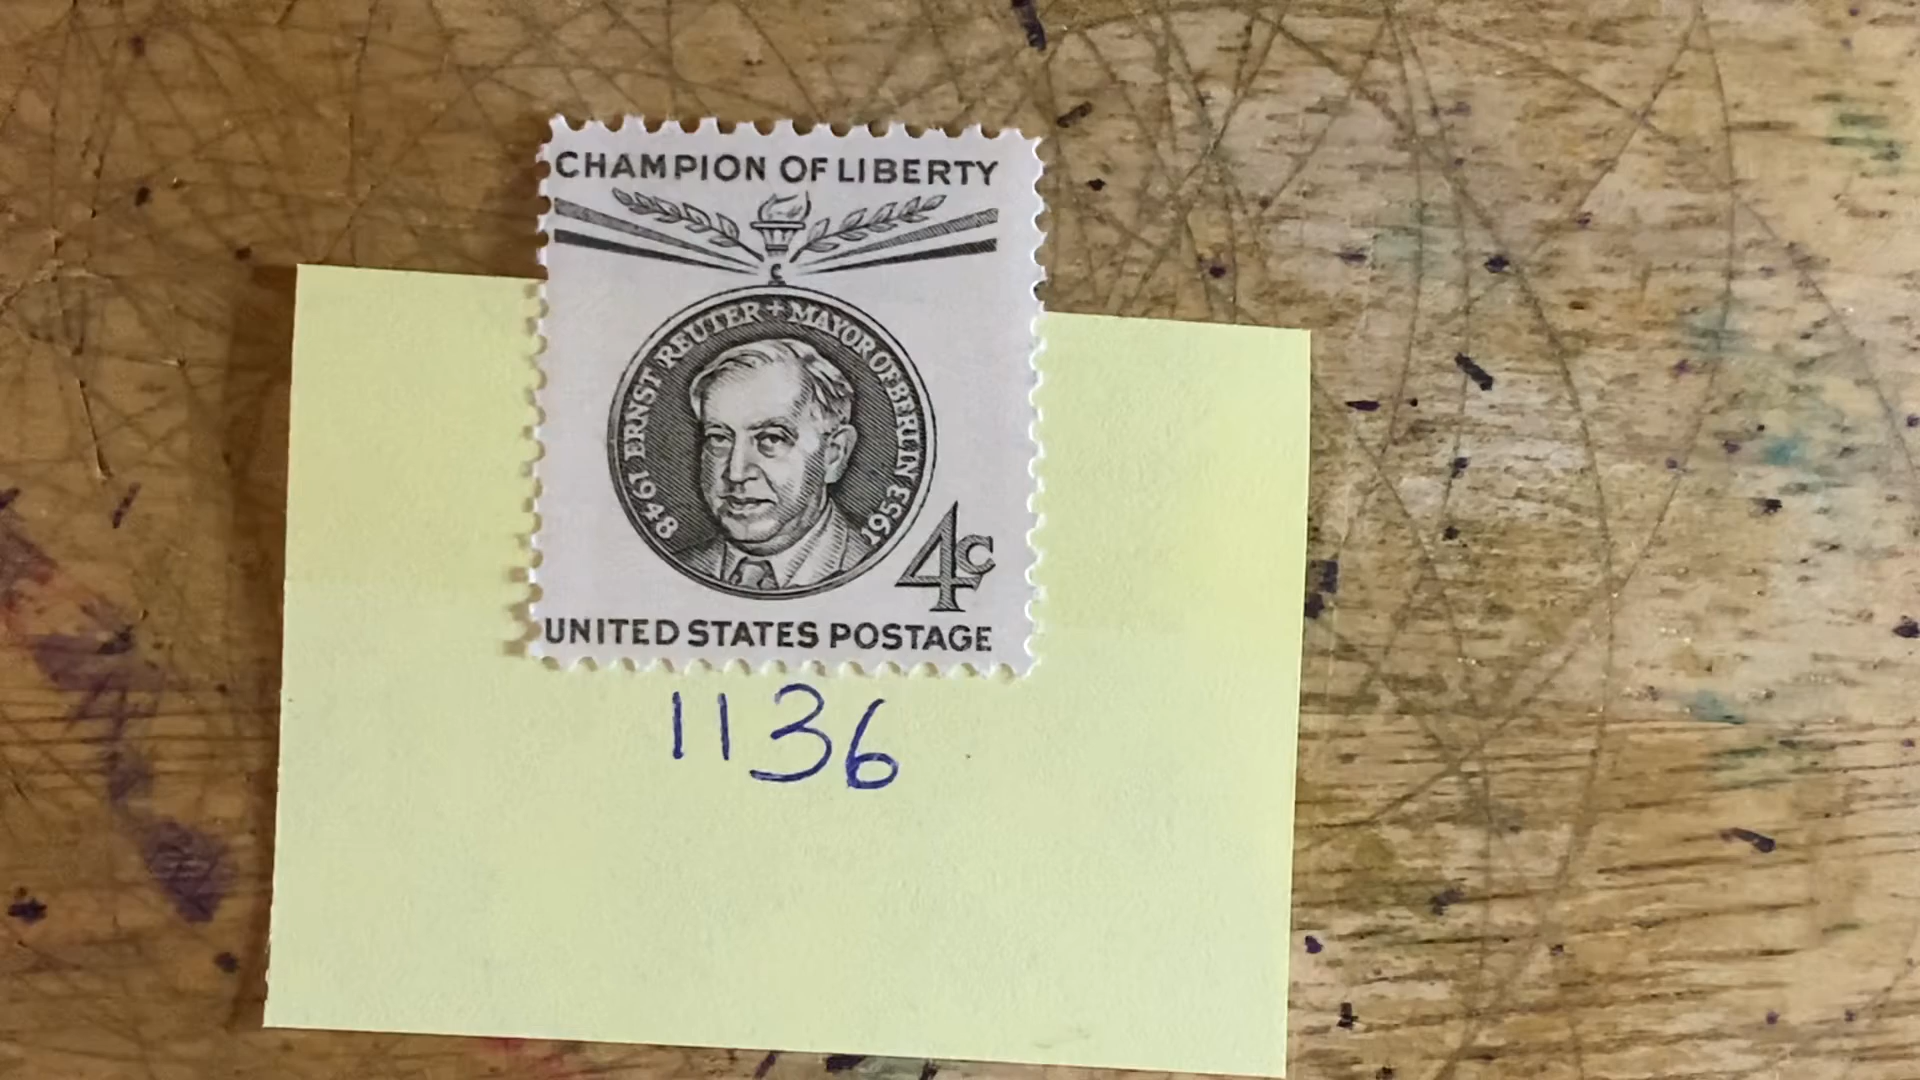 CHAMPION OF LIBERTY
1948 ERNST REUTER + MAYOR OF BERLIN 1953
4c
UNITED STATES POSTAGE
1136